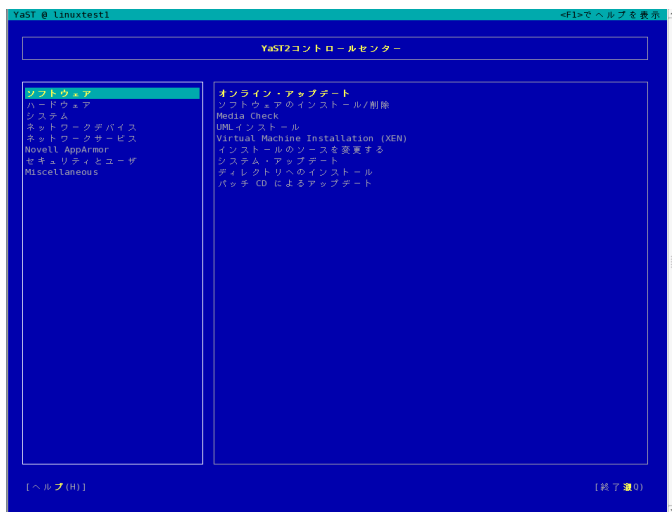 YaST @ linuxtest1 <F1>でヘルプを表示
YaST2コントロールセンター
ソフトウェア
ハードウェア
システム
ネットワークデバイス
ネットワークサービス
Novell AppArmor
セキュリティとユーザ
Miscellaneous
オンライン・アップデート
ソフトウェアのインストール/削除
Media Check
UMLインストール
Virtual Machine Installation (XEN)
インストールのソースを変更する
システム・アップデート
ディレクトリへのインストール
パッチ CD によるアップデート
[ヘルプ(H)]
[終了